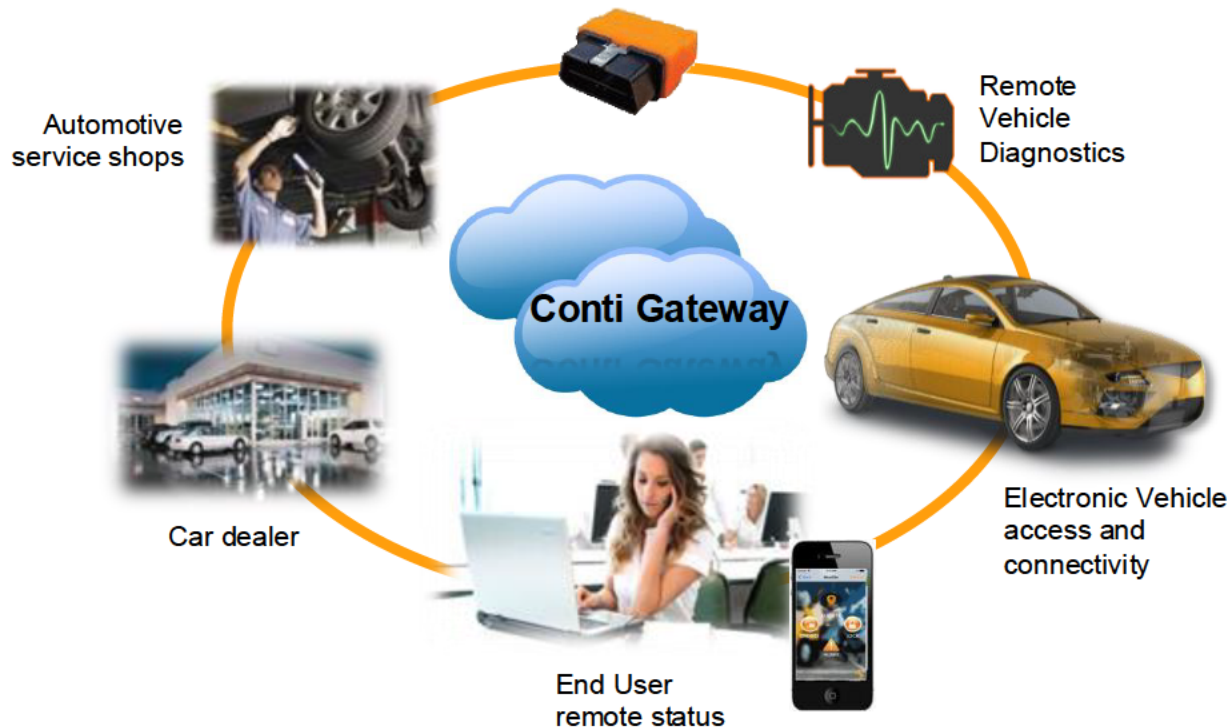 Automotive
service shops
Remote
Vehicle
Diagnostics
Conti Gateway
Car dealer
Electronic Vehicle
access and
connectivity
End User
remote status